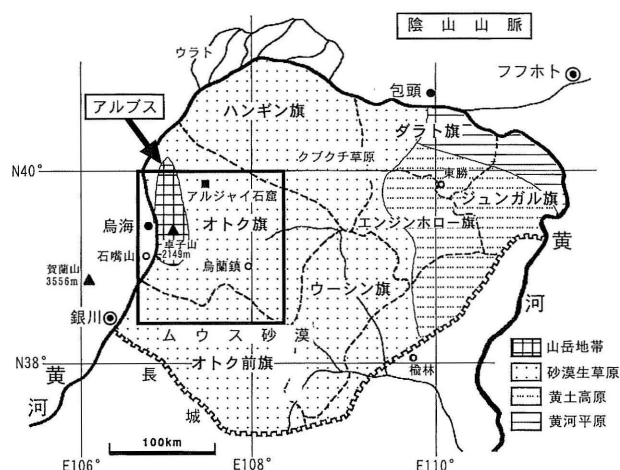 陰山山脈
ウラト
フフホト
包頭
アルブス
ハンギン旗
ダラト旗
クブクチ草原
N40°
東勝
アルジャイ石窟
ジュンガル旗
烏海
オトク旗
エンジンホロー旗
卓子山
2149m
石嘴山
烏蘭鎮
黄
河
賀蘭山
3556m
ウーシン旗
銀川
ムウス砂漠
山岳地帯
砂漠生草原
黄土高原
黄河平原
N38°
オトク前旗
楡林
黄
河
長
城
100km
E106°
E108°
E110°